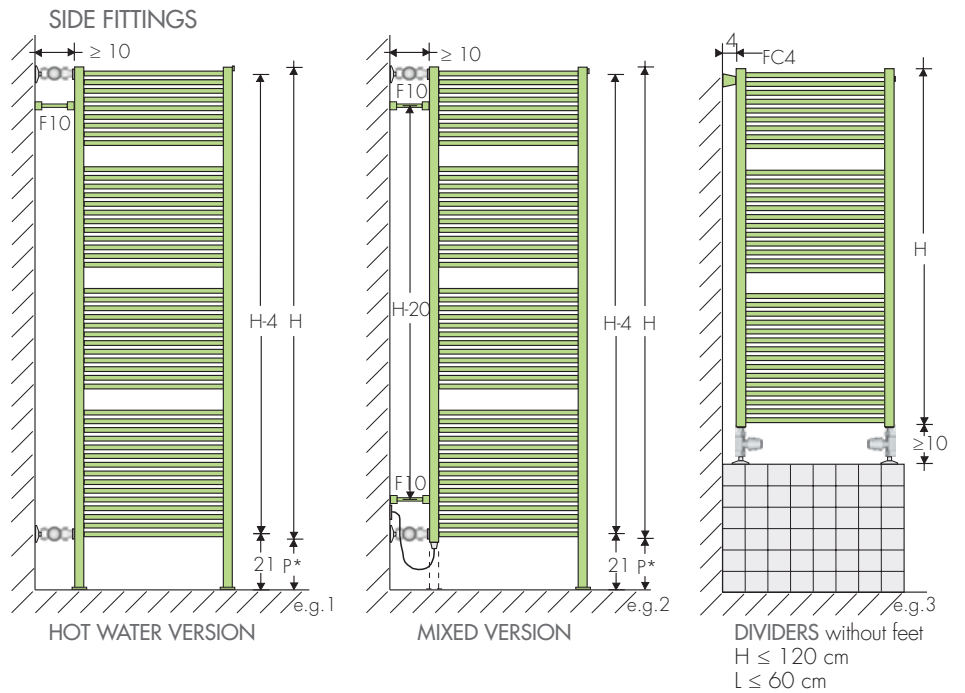 SIDE FITTINGS
≥ 10
F10
H-4
H
21
P*
e.g.1
HOT WATER VERSION
≥ 10
F10
H-20
H-4
H
F10
21
P*
e.g.2
MIXED VERSION
4
FC4
H
≥10
e.g.3
DIVIDERS without feet
H ≤ 120 cm
L ≤ 60 cm